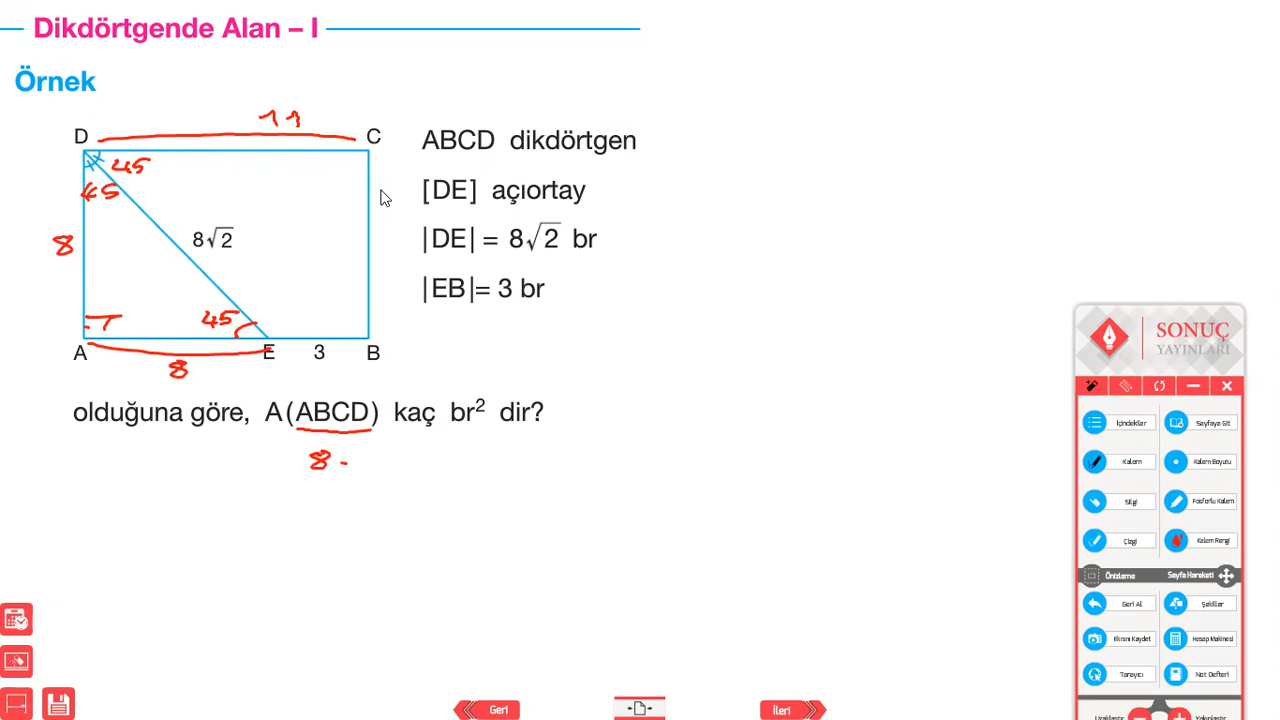 Dikdörtgende Alan – I
Örnek
11
D
C
45
45
8
8√2
45
A
E
3
B
8
ABCD dikdörtgen
[DE] açıortay
|DE| = 8√2 br
|EB|= 3 br
olduğuna göre, A(ABCD) kaç br² dir?
8 .
SONUÇ
YAYINLARI
İçindekiler
Sayfaya Git
Kalem
Kalem Boyutu
Silgi
Fosforlu Kalem
Çizgi
Kalem Rengi
Önizleme
Sayfa Hareketi
Geri Al
Şekiller
Ekranı Kaydet
Hesap Makinesi
Tarayıcı
Not Defteri
Uzaklaştır
Yakınlaştır
Geri
İleri